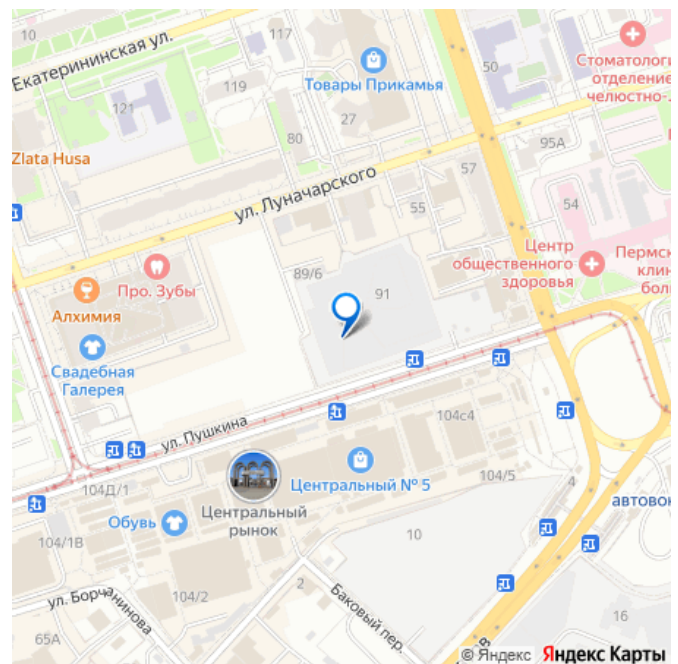 10
117
Екатерининская ул.
119
121
Товары Прикамья
50
Стоматологи
отделение
челюстно-
80
27
95А
Zlata Husa
ул. Луначарского
57
55
54
Центр
общественного
здоровья
Пермск
клин
бол
Про. Зубы
Алхимия
89/6
91
Свадебная
Галерея
ул. Пушкина
104с4
104Д/1
Центральный № 5
104/5
4
автовок
Обувь
Центральный
рынок
104/1В
10
ул. Борчанинова
104/2
2
Баковый пер.
16
65А
В
© Яндекс Яндекс Карты